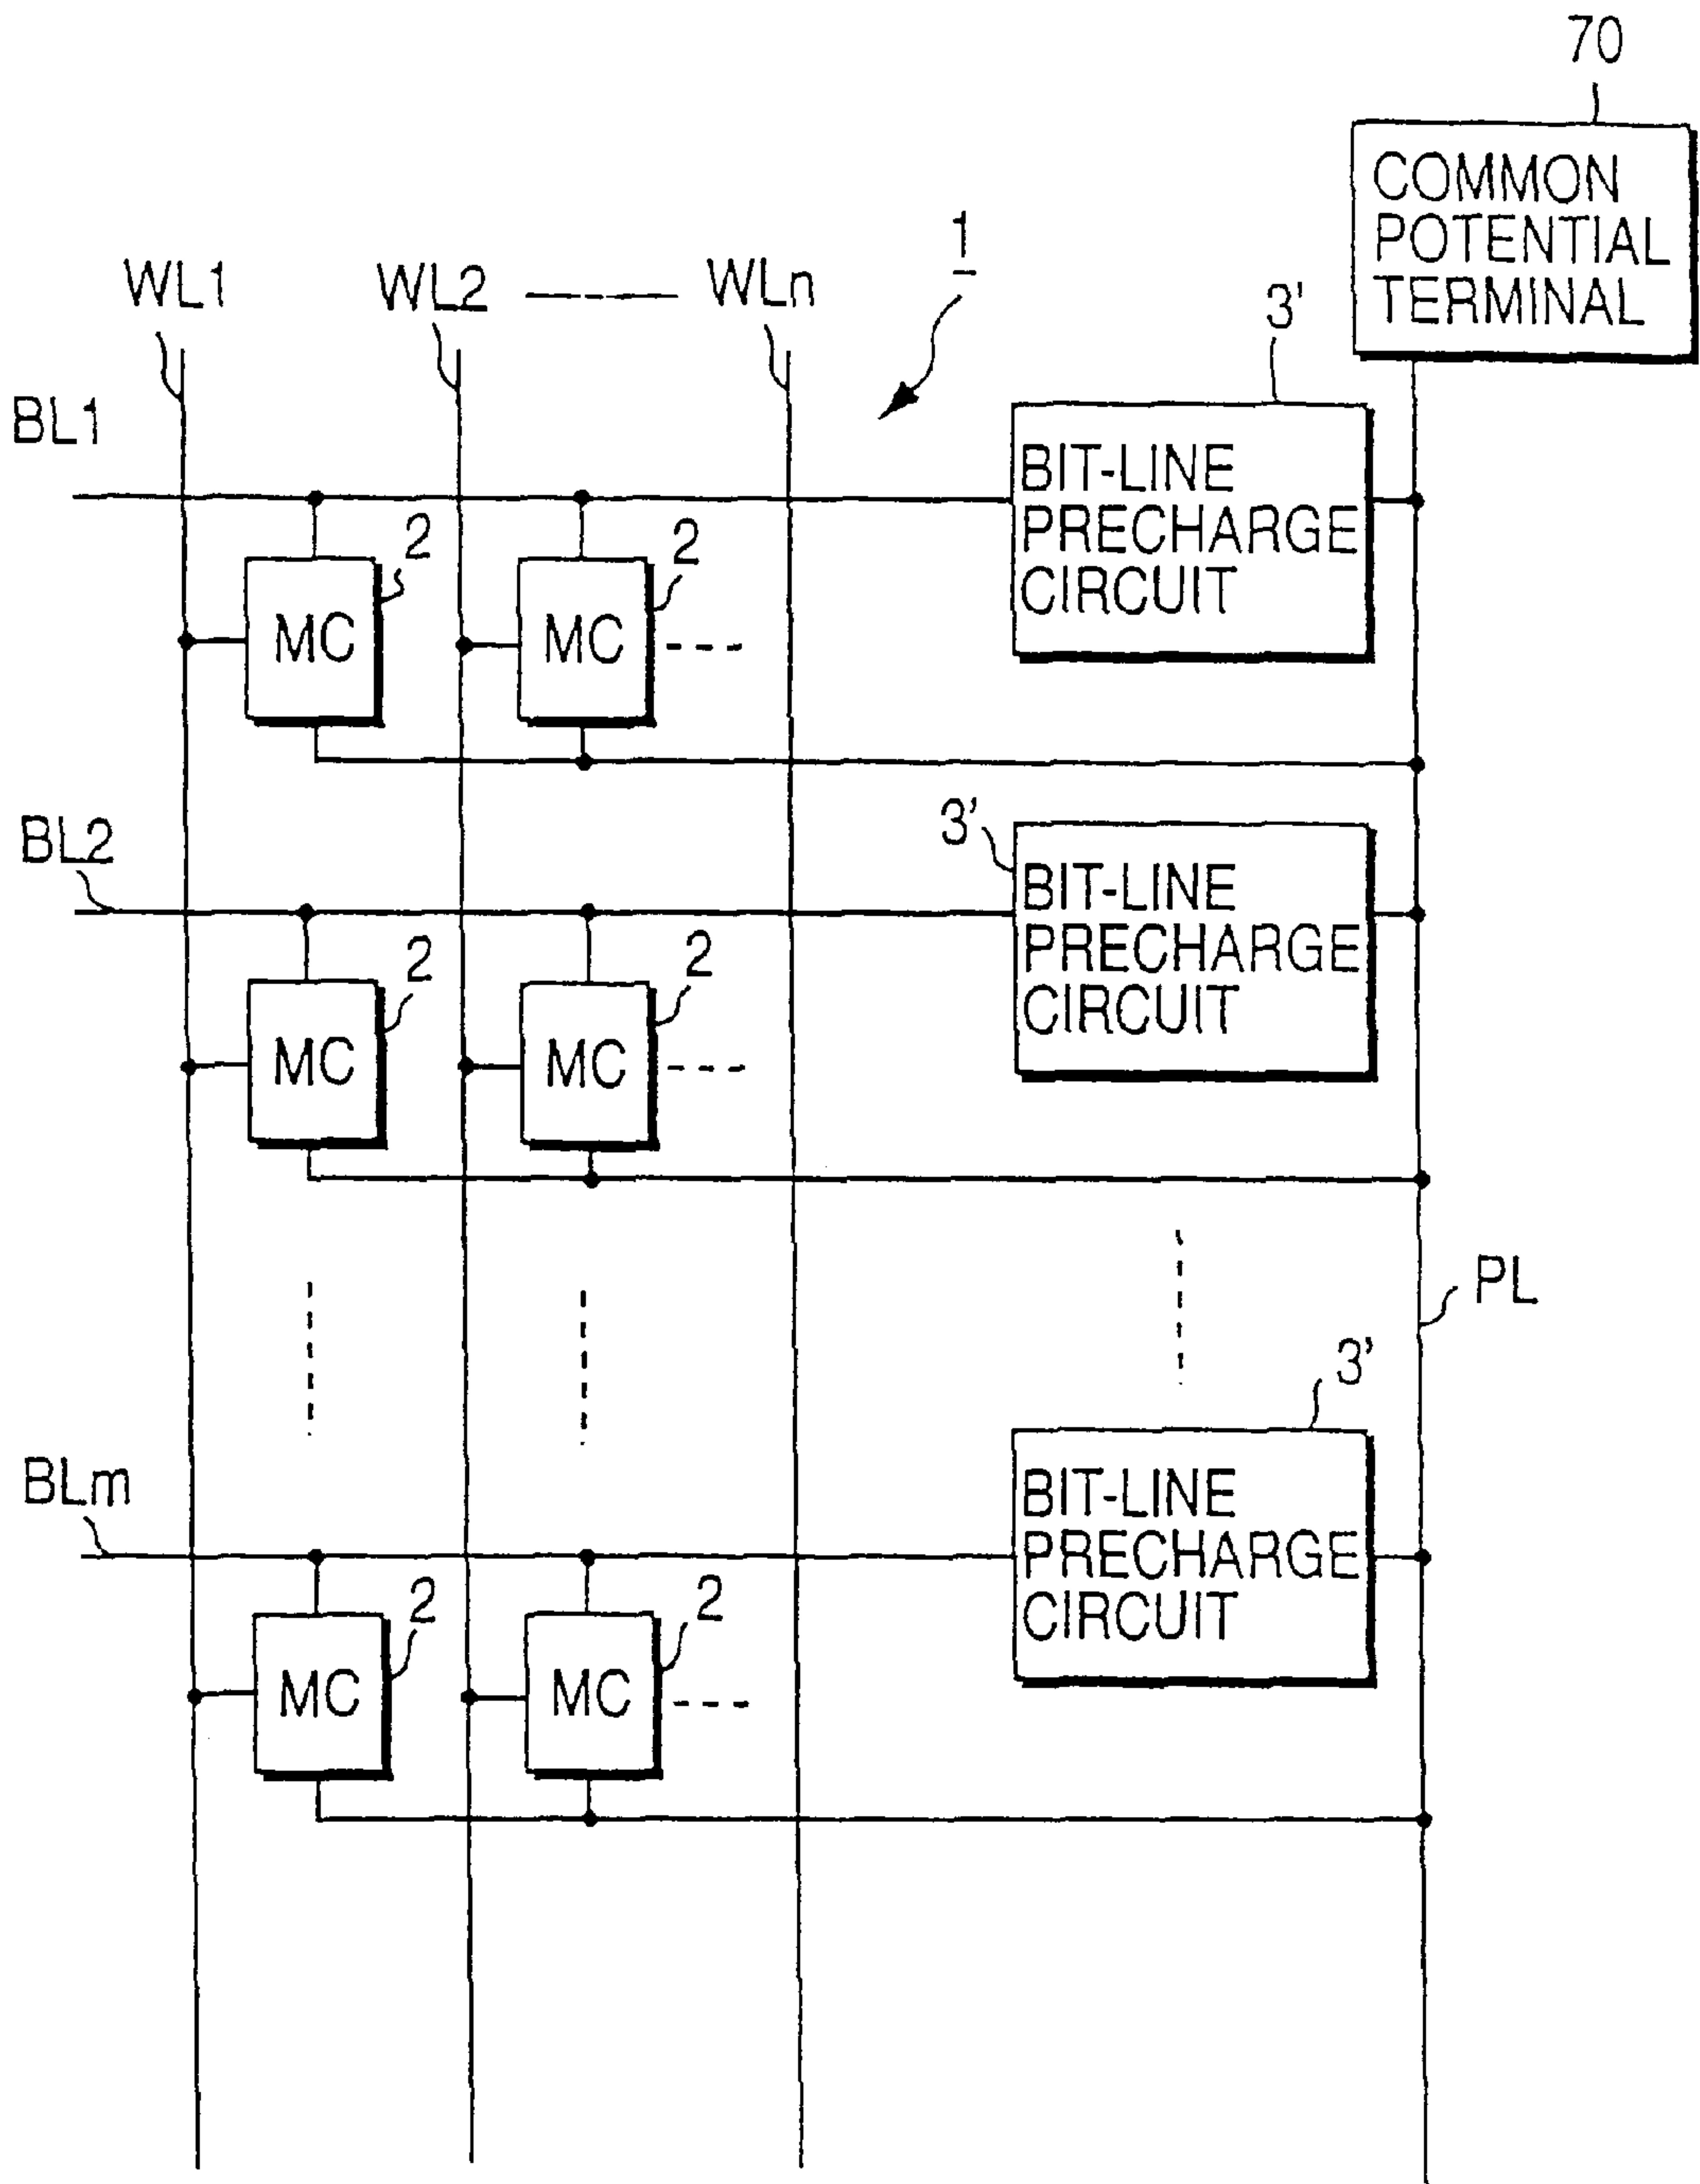 70
COMMON
POTENTIAL
TERMINAL
1
WL1 WL2 WLn
3'
BL1
BIT-LINE
PRECHARGE
CIRCUIT
2 2
MC MC
3'
BL2
BIT-LINE
PRECHARGE
CIRCUIT
2 2
MC MC
PL
3'
BLm
BIT-LINE
PRECHARGE
CIRCUIT
2 2
MC MC